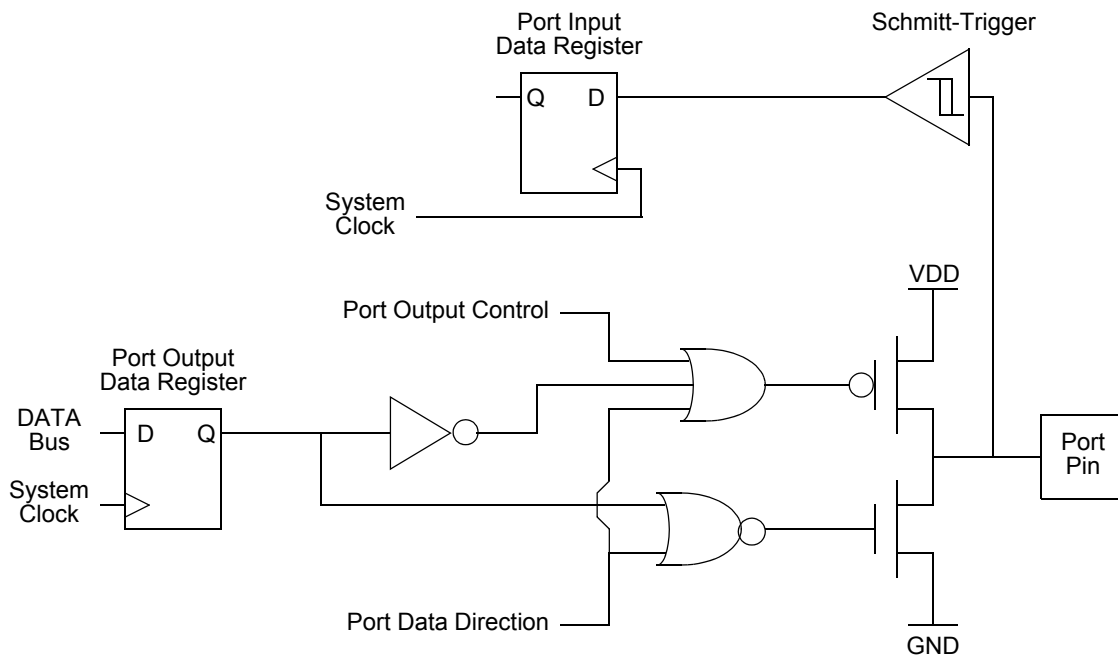 Port Input
Data Register
Schmitt-Trigger
Q
D
System
Clock
VDD
Port Output Control
Port Output
Data Register
DATA
Bus
D
Q
System
Clock
Port
Pin
Port Data Direction
GND